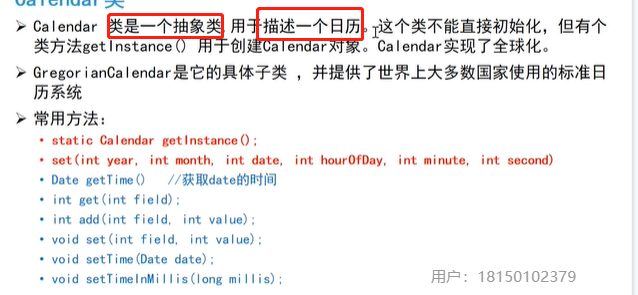 Calendar类
➢ Calendar 类是一个抽象类,用于描述一个日历。这个类不能直接初始化，但有个
类方法getInstance() 用于创建Calendar对象。Calendar实现了全球化。
➢ GregorianCalendar是它的具体子类 ，并提供了世界上大多数国家使用的标准日
历系统
➢ 常用方法：
• static Calendar getInstance();
• set(int year, int month, int date, int hourOfDay, int minute, int second)
• Date getTime() //获取date的时间
• int get(int field);
• int add(int field, int value);
• void set(int field, int value);
• void setTime(Date date);
• void setTimeInMillis(long millis);
用户：18150102379